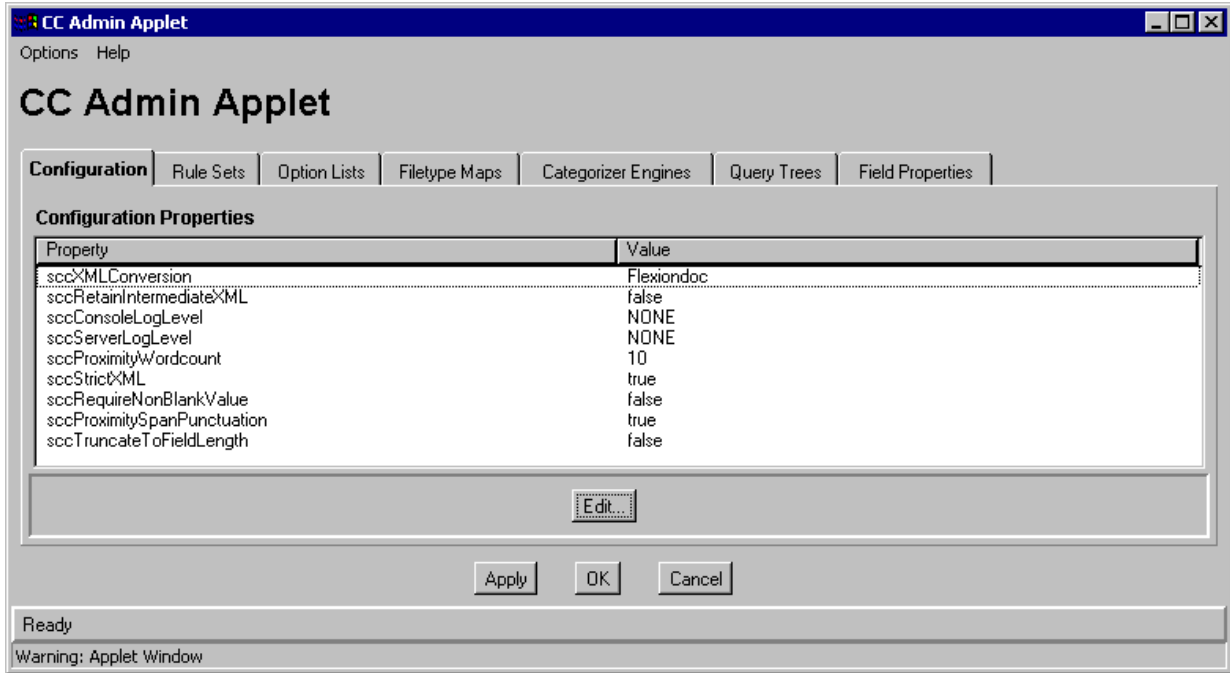 CC Admin Applet
Options Help
CC Admin Applet
Configuration Rule Sets Option Lists Filetype Maps Categorizer Engines Query Trees Field Properties
Configuration Properties
Property Value
sccXMLConversion Flexiondoc
sccRetainIntermediateXML false
sccConsoleLogLevel NONE
sccServerLogLevel NONE
sccProximityWordcount 10
sccStrictXML true
sccRequireNonBlankValue false
sccProximitySpanPunctuation true
sccTruncateToFieldLength false
Edit...
Apply OK Cancel
Ready
Warning: Applet Window